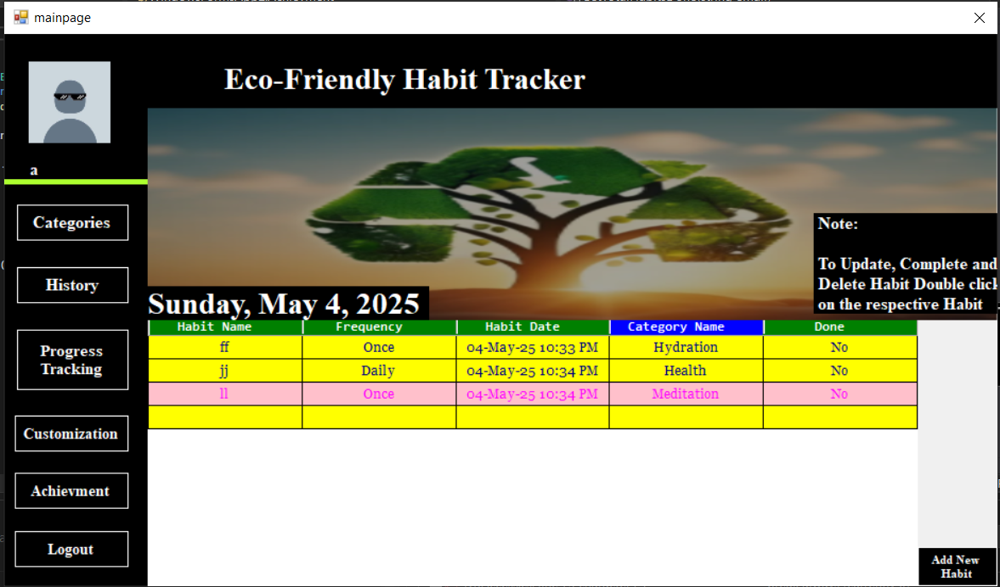 mainpage
Eco-Friendly Habit Tracker
a
Categories
History
Progress
Tracking
Customization
Achievment
Logout
Note:
To Update, Complete and
Delete Habit Double click
on the respective Habit
Sunday, May 4, 2025
Habit Name Frequency Habit Date Category Name Done
ff Once 04-May-25 10:33 PM Hydration No
jj Daily 04-May-25 10:34 PM Health No
ll Once 04-May-25 10:34 PM Meditation No
Add New
Habit